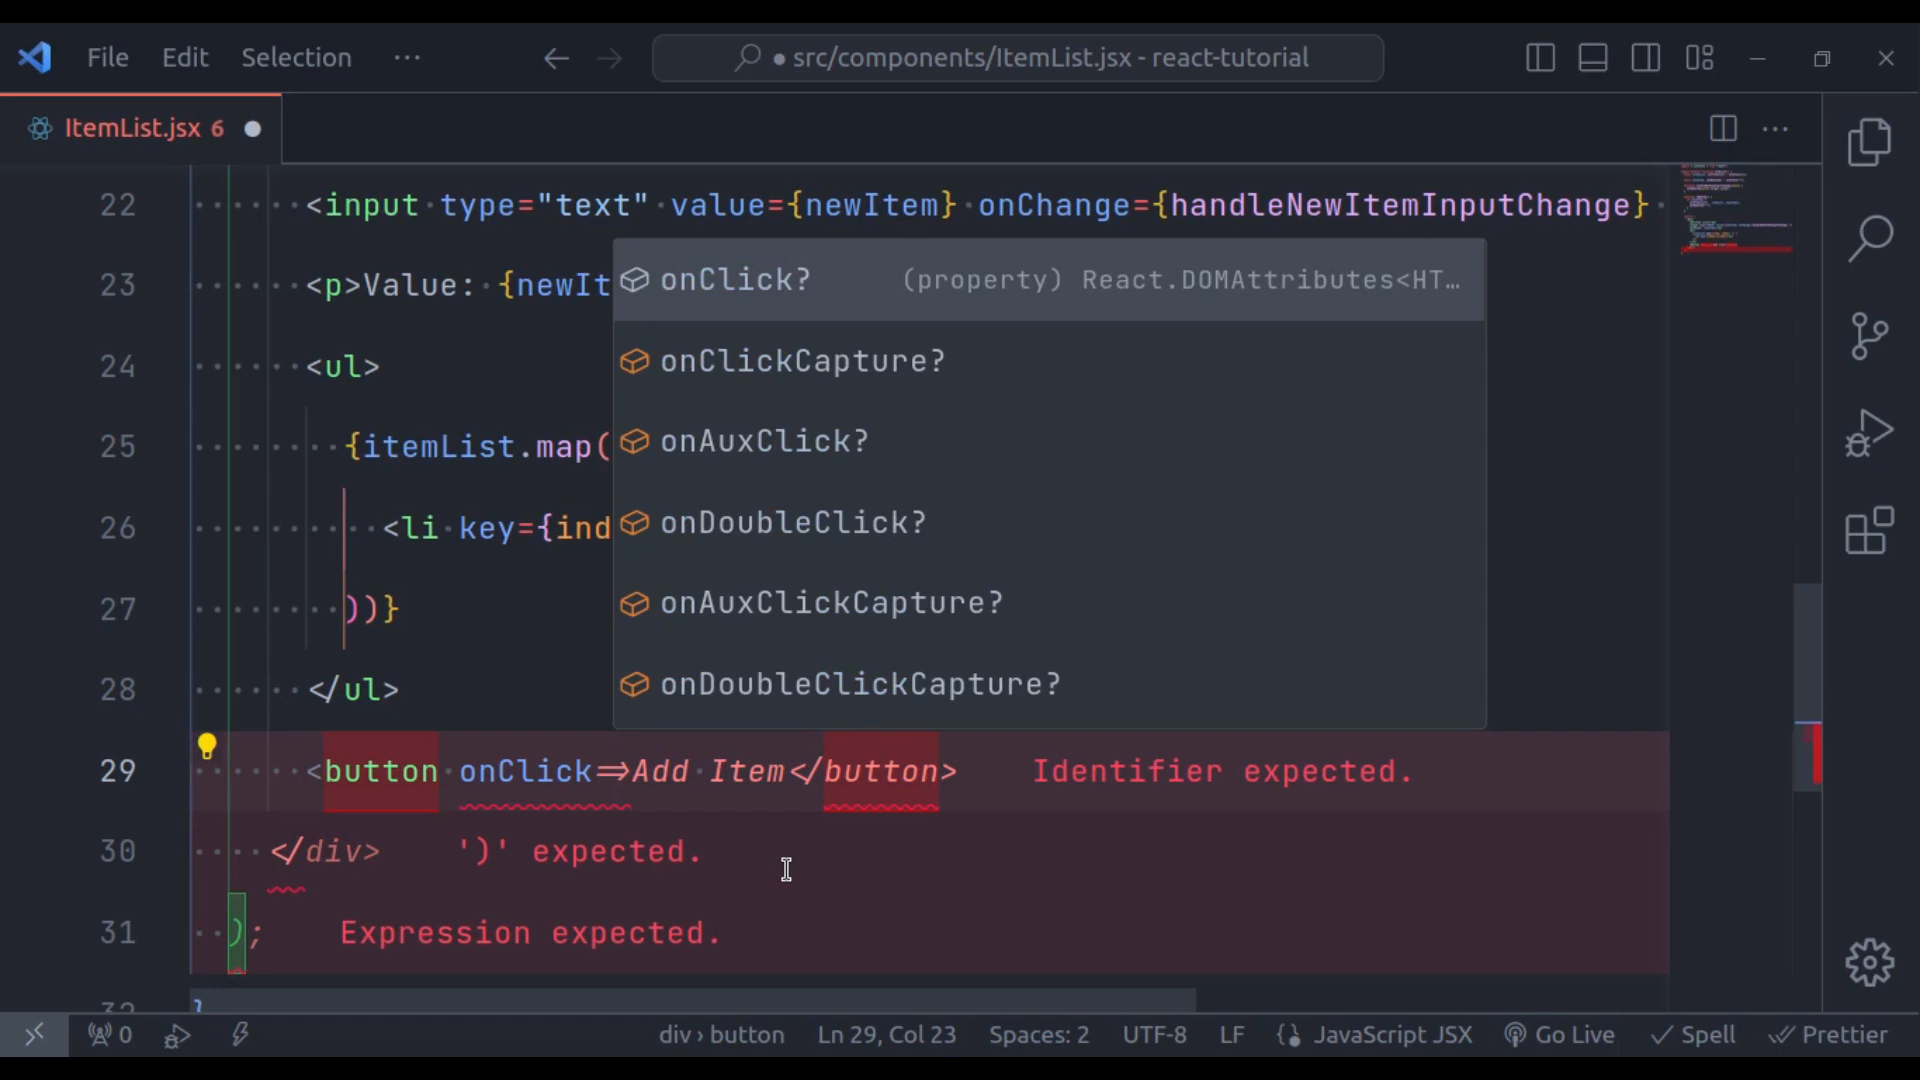 File Edit Selection ··· ← → ● src/components/ItemList.jsx - react-tutorial
ItemList.jsx 6 ●
22 <input type="text" value={newItem} onChange={handleNewItemInputChange}
23 <p>Value: {newIt
onClick? (property) React.DOMAttributes<HT…
24 <ul>
onClickCapture?
25 {itemList.map(
onAuxClick?
26 <li key={ind
onDoubleClick?
27 ))}
onAuxClickCapture?
28 </ul>
onDoubleClickCapture?
29 <button onClick=>Add Item</button> Identifier expected.
30 </div> ')' expected.
31 ); Expression expected.
32 }
0 div › button Ln 29, Col 23 Spaces: 2 UTF-8 LF JavaScript JSX Go Live Spell Prettier